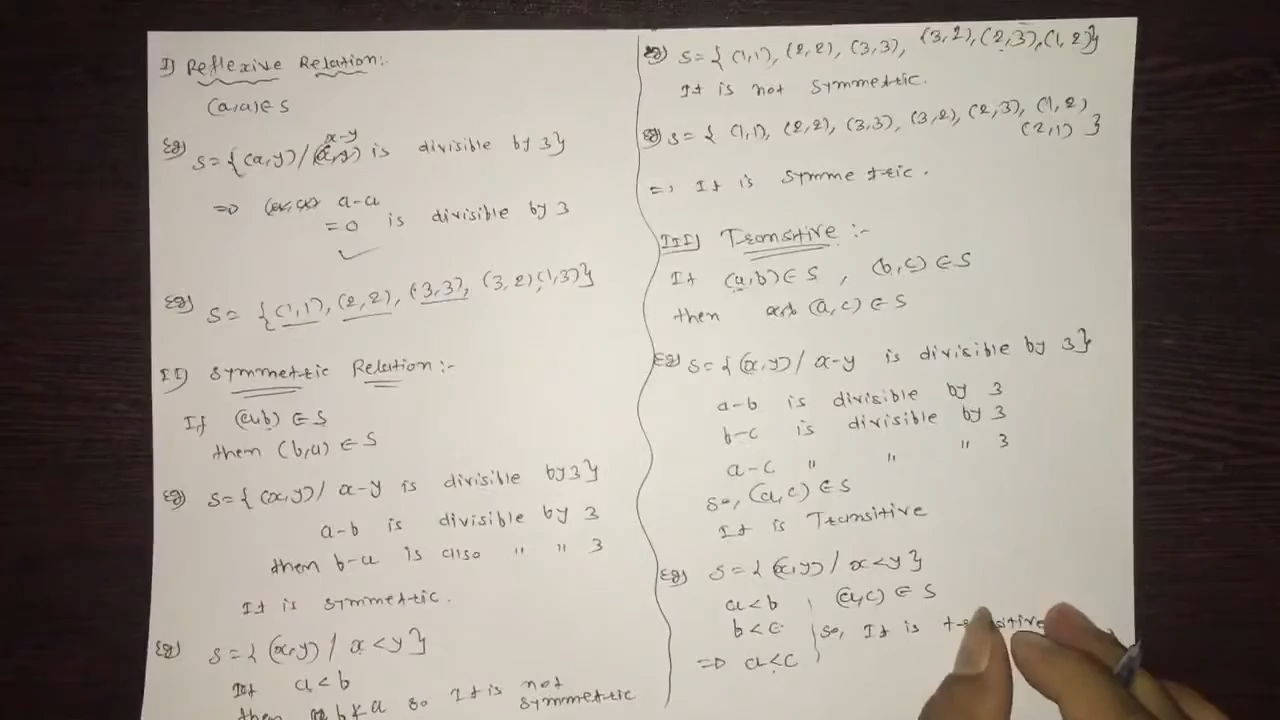 I) Reflexive Relation:-
(a,a) ∈ S
Eg) S = { (x,y) / x-y is divisible by 3}
=> a-a
= 0 is divisible by 3
Eg) S = { (1,1), (2,2), (3,3), (3,2), (1,3)}
II) Symmetric Relation:-
If (a,b) ∈ S
then (b,a) ∈ S
Eg) S = { (x,y) / x-y is divisible by 3}
a-b is divisible by 3
then b-a is also " " 3
It is symmetric.
Eg) S = { (x,y) / x < y }
If a < b
then b ≮ a so It is not symmetric
Eg) S = { (1,1), (2,2), (3,3), (3,2), (2,3), (1,2)}
It is not symmetric.
Eg) S = { (1,1), (2,2), (3,3), (3,2), (2,3), (1,2)
(2,1) }
=> It is symmetric.
III) Transitive :-
If (a,b) ∈ S , (b,c) ∈ S
then (a,c) ∈ S
Eg) S = { (x,y) / x-y is divisible by 3}
a-b is divisible by 3
b-c is divisible by 3
a-c " " " 3
So, (a,c) ∈ S
It is Transitive
Eg) S = { (x,y) / x < y }
a < b (a,c) ∈ S
b < c So, It is transitive
=> a < c